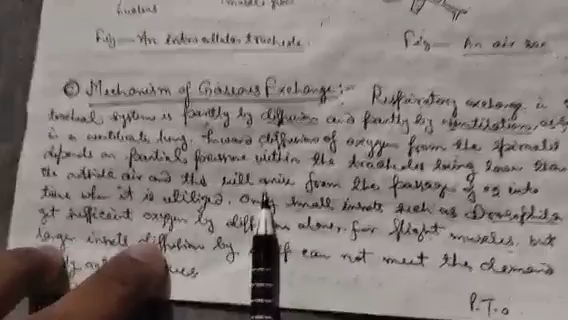 Fig— An intracellular tracheole.
Fig— An air sac
© Mechanism of Gaseous Exchange:- Respiratory exchange in a
tracheal system is partly by diffusion and partly by ventilation, as
in a vertebrate lung. Inward diffusion of oxygen from the spiracles
depends on partial pressure within the tracheoles being lower than
the outside air and this will arise from the passage of O2 into
tissue when it is utilized. Only small insects such as Drosophila
get sufficient oxygen by diffusion alone, for flight muscles, but
larger insects diffusion by itself can not meet the demand
P.T.O